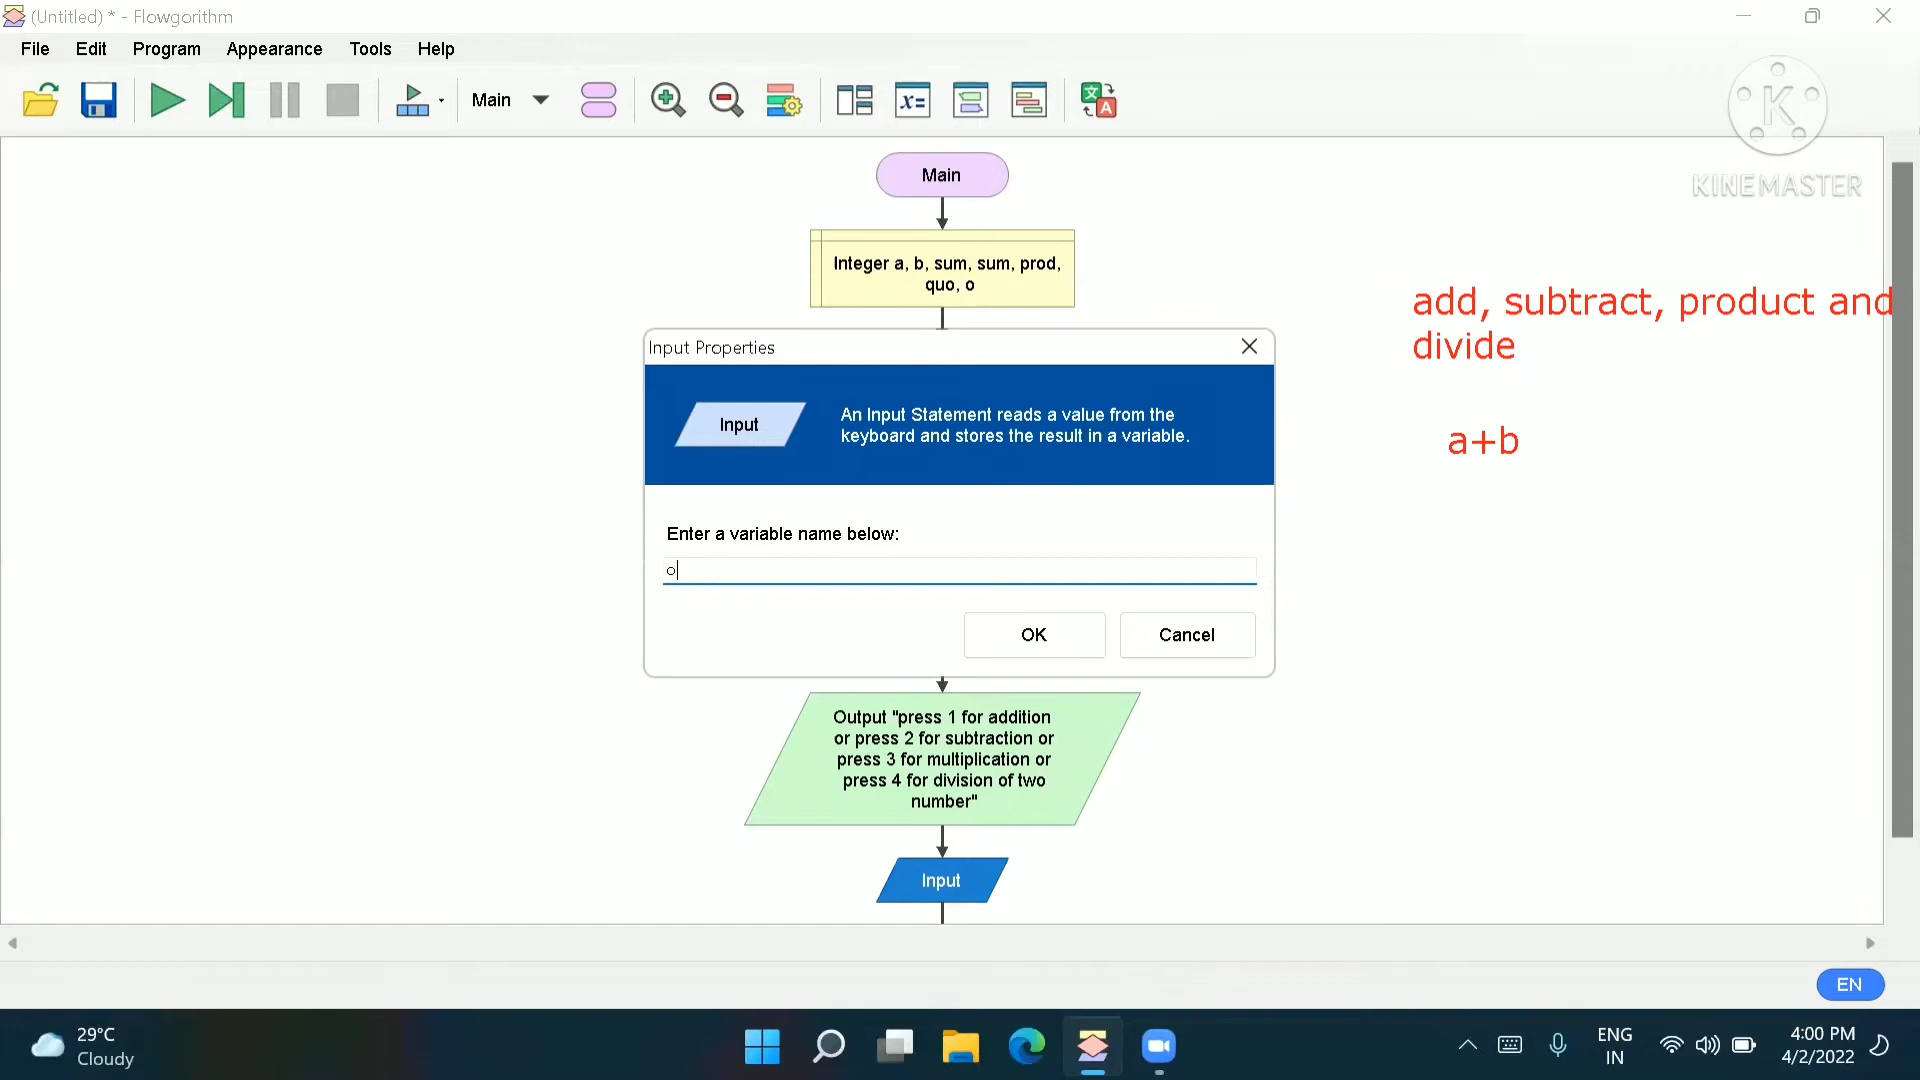 (Untitled) * - Flowgorithm
File Edit Program Appearance Tools Help
Main
x=
文
A
K
KINEMASTER
Main
Integer a, b, sum, sum, prod,
quo, o
add, subtract, product and
divide
a+b
Input Properties
Input
An Input Statement reads a value from the
keyboard and stores the result in a variable.
Enter a variable name below:
o
OK Cancel
Output "press 1 for addition
or press 2 for subtraction or
press 3 for multiplication or
press 4 for division of two
number"
Input
EN
29°C
Cloudy
ENG
IN
4:00 PM
4/2/2022